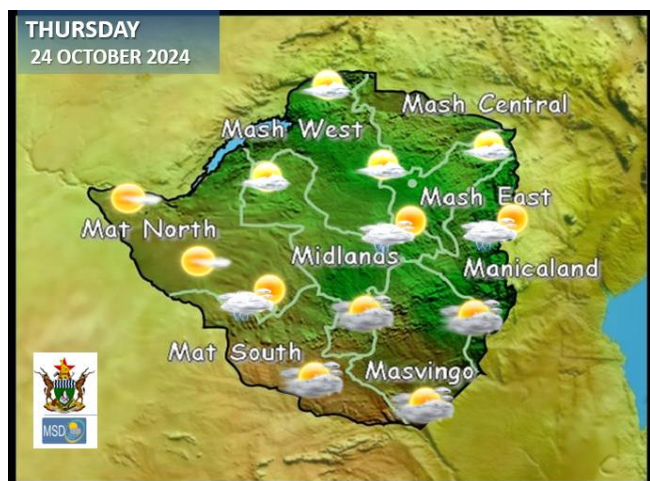 THURSDAY
24 OCTOBER 2024
Mash Central
Mash West
Mash East
Mat North
Midlands
Manicaland
Mat South
Masvingo
MSD